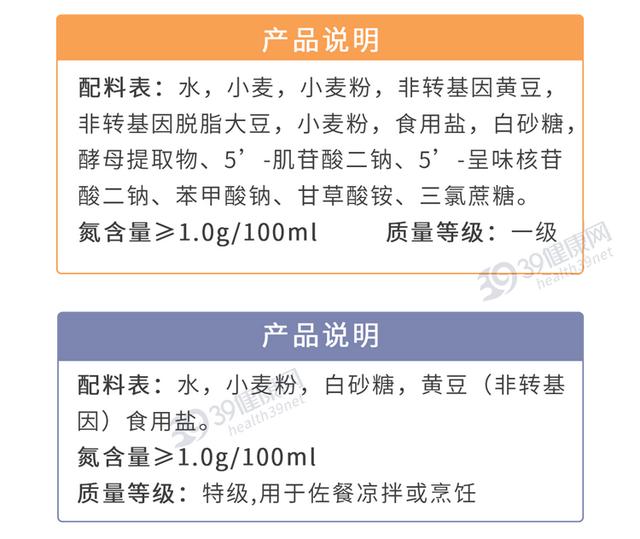 产品说明
配料表：水，小麦，小麦粉，非转基因黄豆，
非转基因脱脂大豆，小麦粉，食用盐，白砂糖，
酵母提取物、5’-肌苷酸二钠、5’-呈味核苷
酸二钠、苯甲酸钠、甘草酸铵、三氯蔗糖。
氮含量≥1.0g/100ml 质量等级：一级
39健康网
health39net
产品说明
配料表：水，小麦粉，白砂糖，黄豆（非转基
因）食用盐。
39健康网
health39net
氮含量≥1.0g/100ml
质量等级：特级,用于佐餐凉拌或烹饪